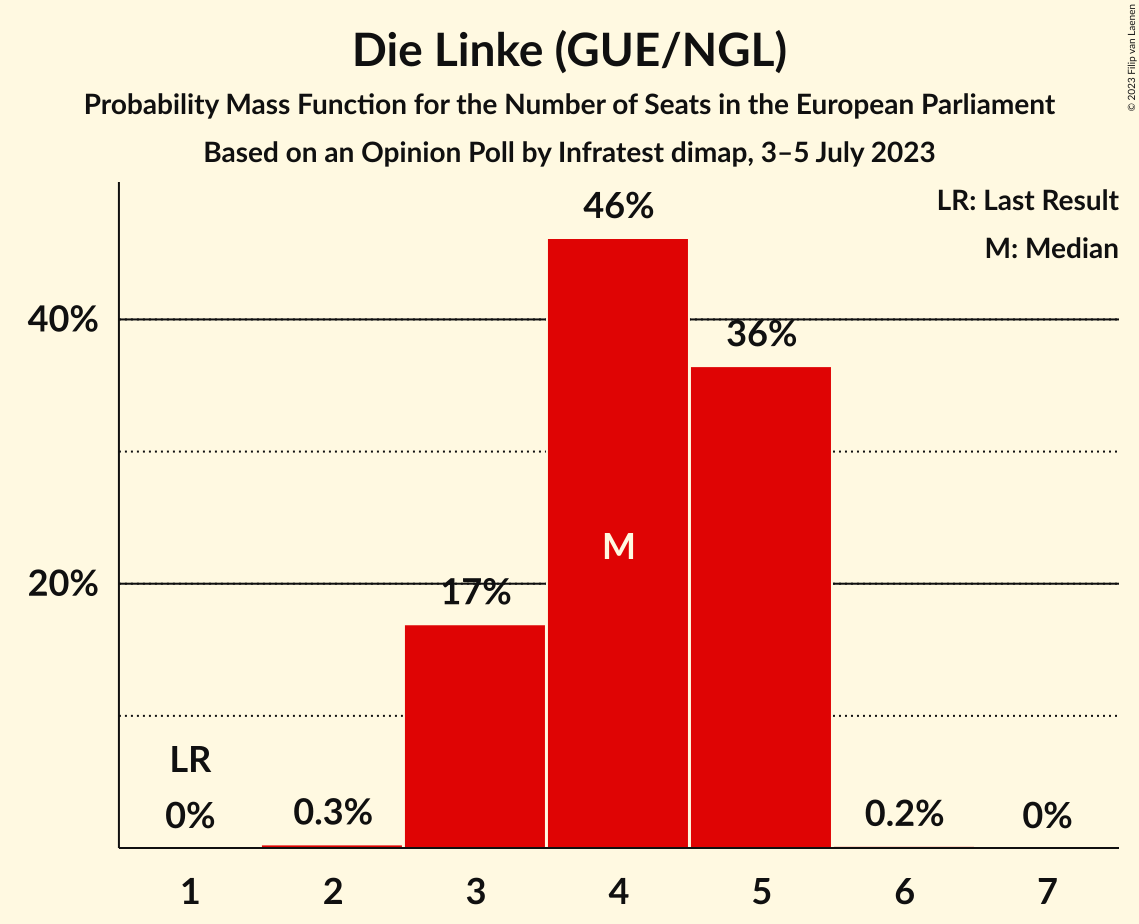 Die Linke (GUE/NGL)
Probability Mass Function for the Number of Seats in the European Parliament
Based on an Opinion Poll by Infratest dimap, 3–5 July 2023
© 2023 Filip van Laenen
LR: Last Result
M: Median
46%
40%
36%
M
20%
17%
LR
0%
0.3%
0.2%
0%
1 2 3 4 5 6 7